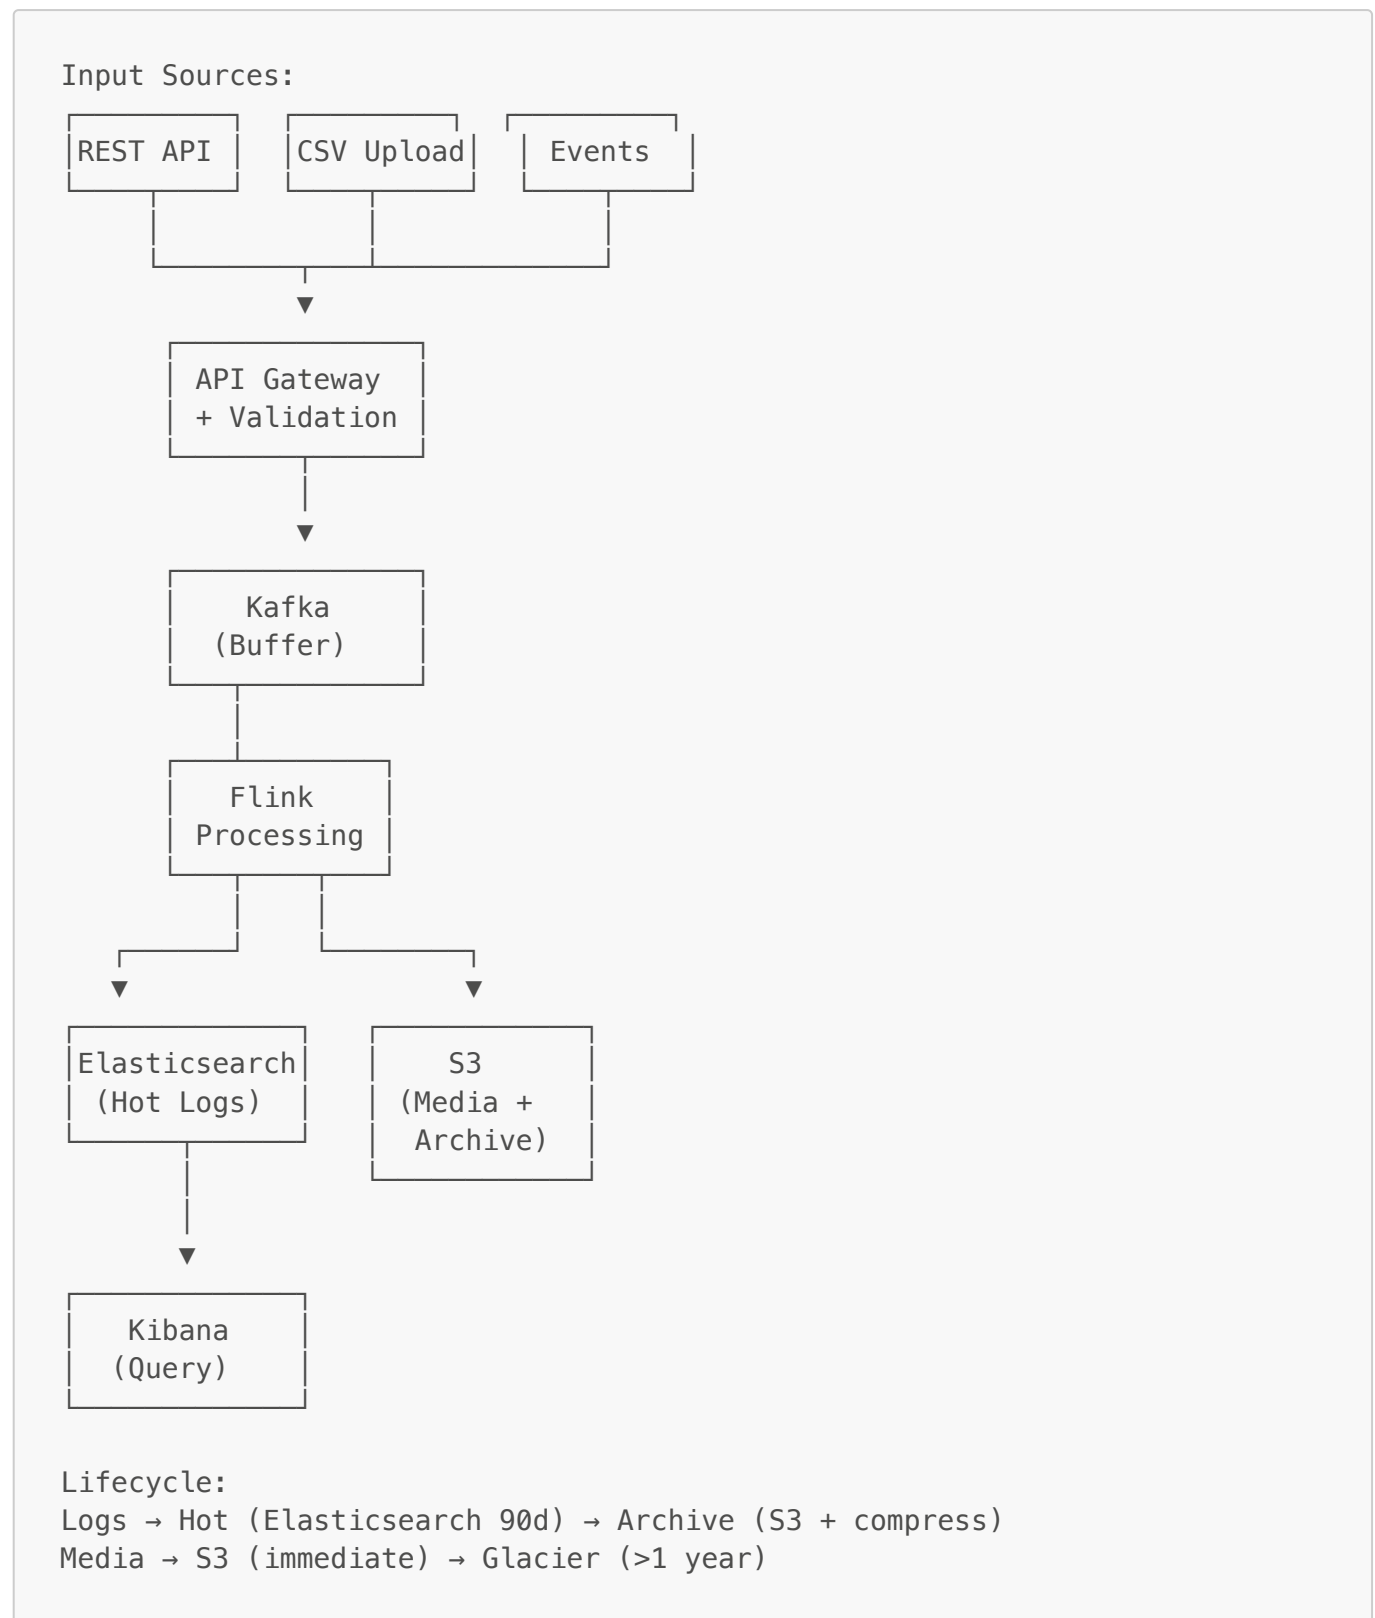 Input Sources:
REST API CSV Upload Events
API Gateway
+ Validation
Kafka
(Buffer)
Flink
Processing
Elasticsearch S3
(Hot Logs) (Media +
Archive)
Kibana
(Query)
Lifecycle:
Logs → Hot (Elasticsearch 90d) → Archive (S3 + compress)
Media → S3 (immediate) → Glacier (>1 year)